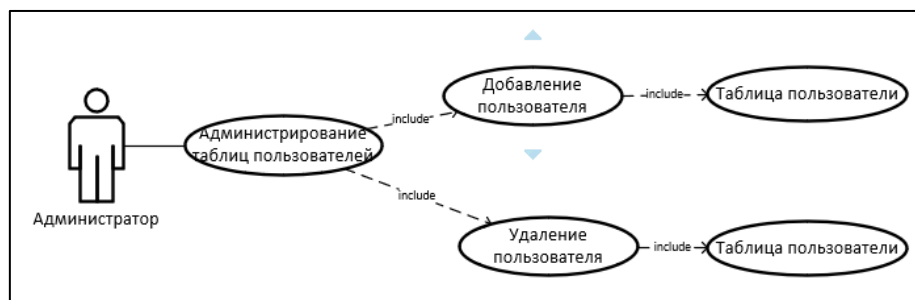 Добавление
пользователя
include
Таблица пользователи
Администрирование
таблиц пользователей
include
Администратор
include
Удаление
пользователя
include
Таблица пользователи